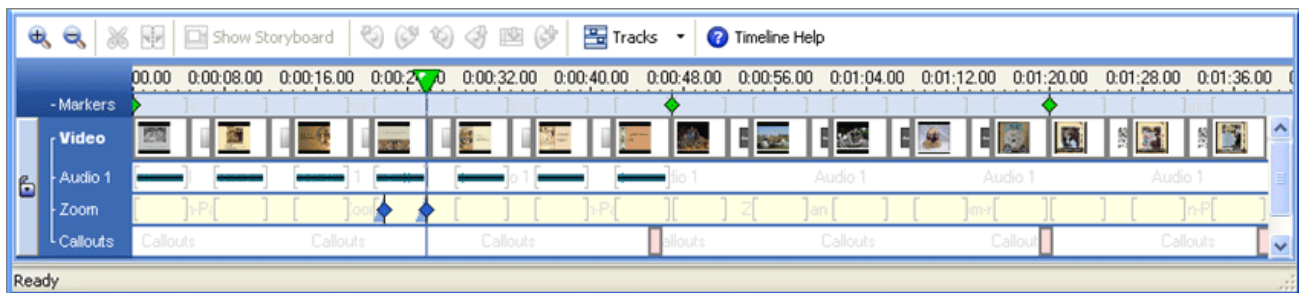 Show Storyboard Tracks Timeline Help
00.00 0:00:08.00 0:00:16.00 0:00:32.00 0:00:40.00 0:00:48.00 0:00:56.00 0:01:04.00 0:01:12.00 0:01:20.00 0:01:28.00 0:01:36.00
- Markers
Video
Audio 1 Audio 1 Audio 1 Audio 1
Zoom
Callouts Callouts Callouts Callouts allouts Callouts Callout Callouts
Ready